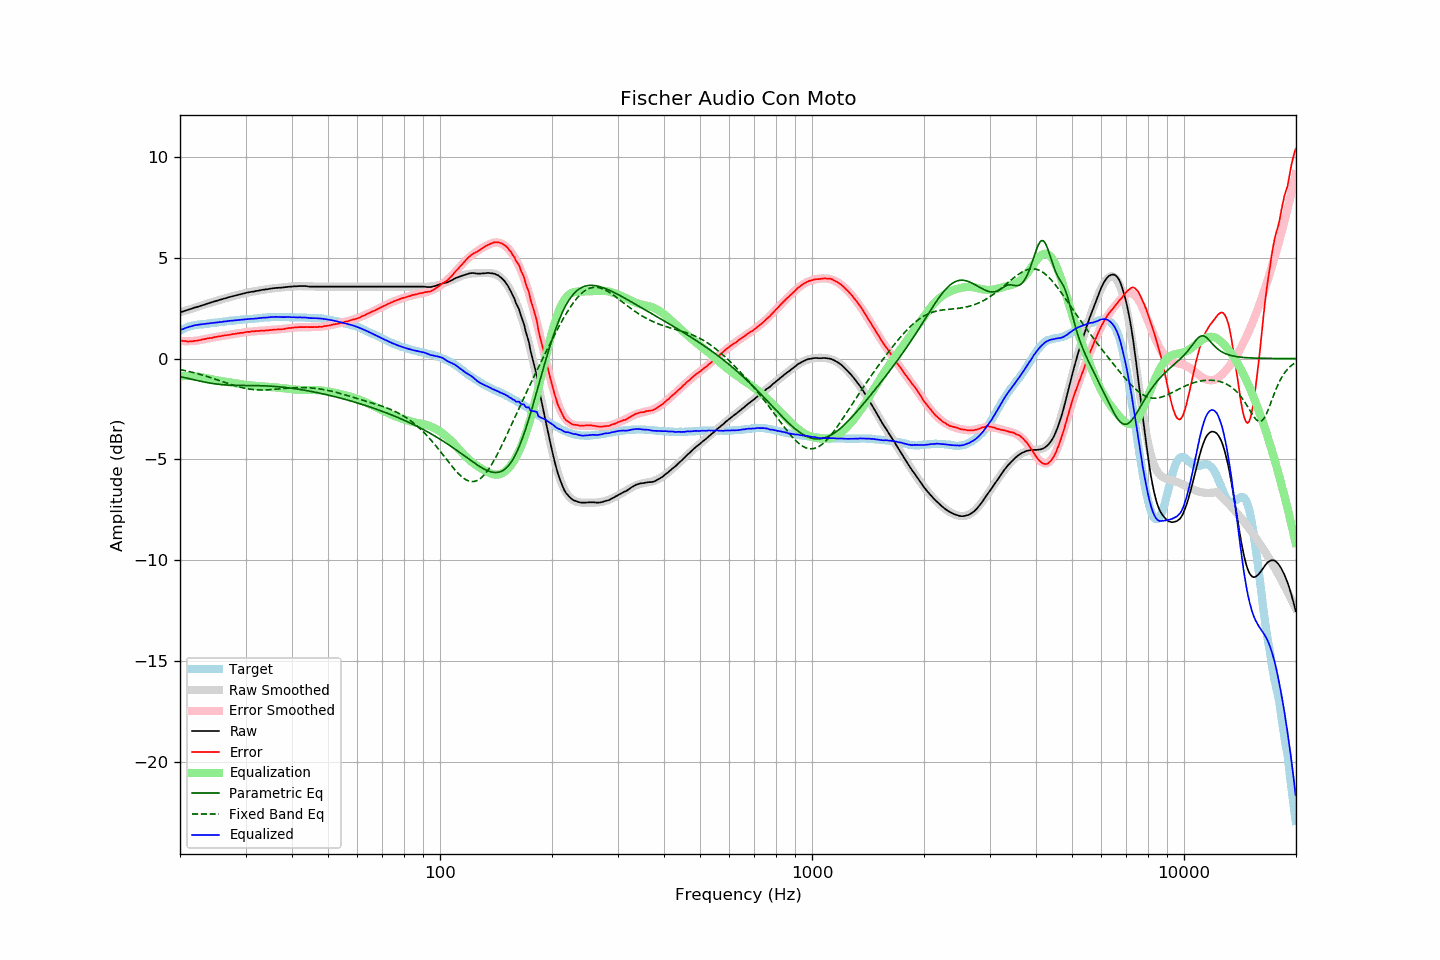 Fischer Audio Con Moto
10
5
0
−5
−10
−15
−20
Amplitude (dBr)
Target
Raw Smoothed
Error Smoothed
Raw
Error
Equalization
Parametric Eq
Fixed Band Eq
Equalized
100
1000
10000
Frequency (Hz)